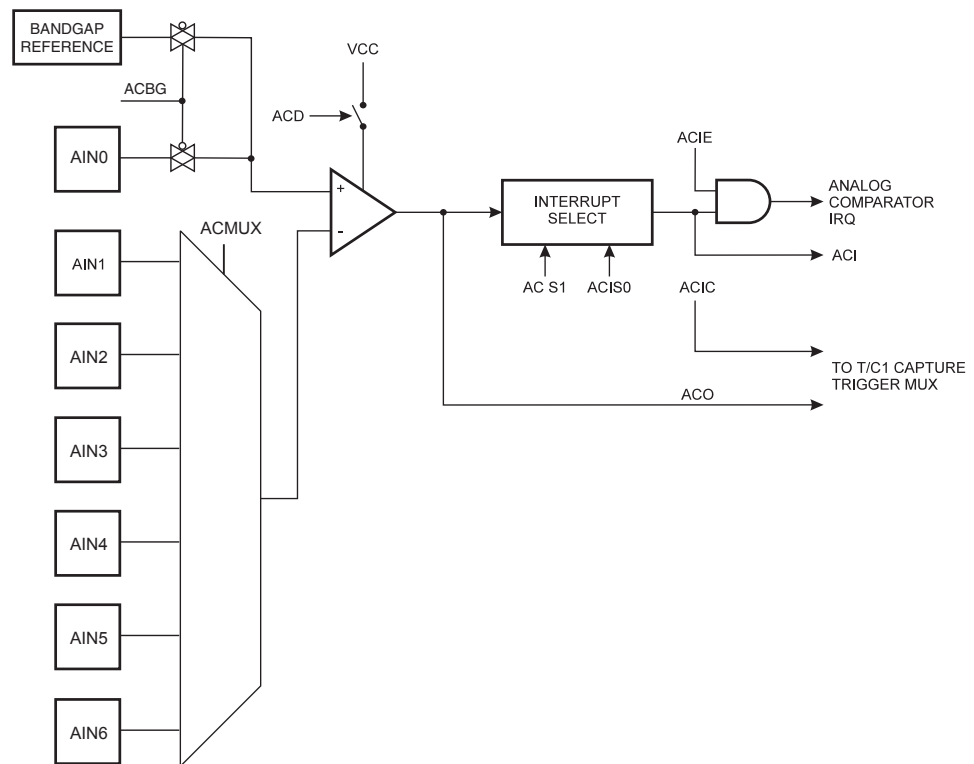 BANDGAP
REFERENCE
VCC
ACBG
ACD
AIN0
ACIE
+
-
INTERRUPT
SELECT
ANALOG
COMPARATOR
IRQ
ACMUX
AIN1
ACI
AC S1 ACIS0
ACIC
AIN2
TO T/C1 CAPTURE
TRIGGER MUX
ACO
AIN3
AIN4
AIN5
AIN6